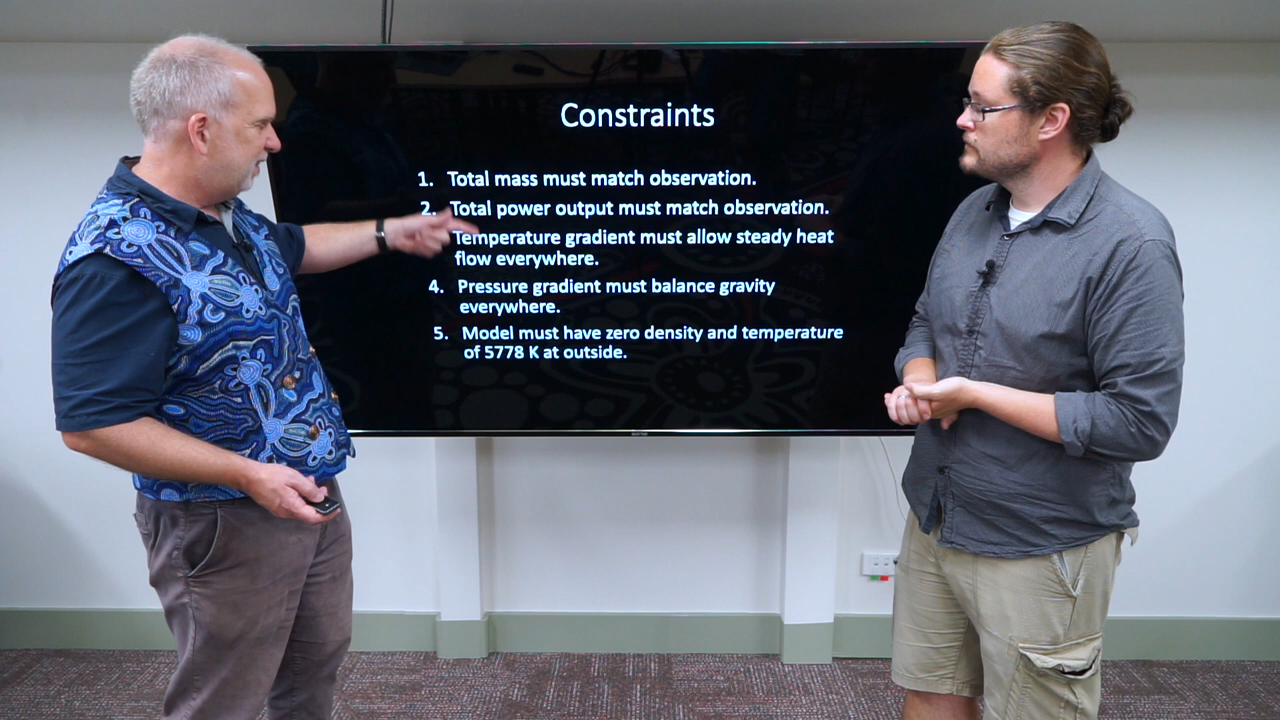 Constraints
1. Total mass must match observation.
2. Total power output must match observation.
Temperature gradient must allow steady heat
flow everywhere.
4. Pressure gradient must balance gravity
everywhere.
5. Model must have zero density and temperature
of 5778 K at outside.